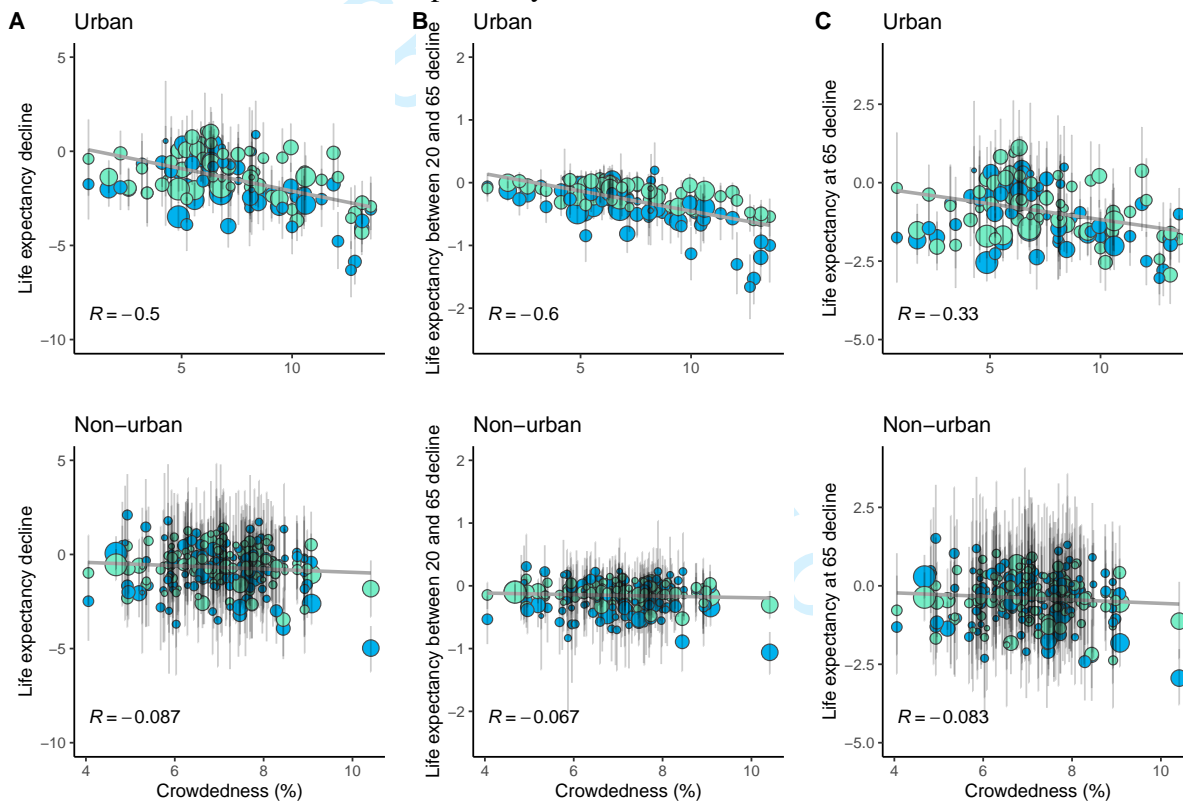 A
Urban
B
Urban
C
Urban
Life expectancy decline
5
0
−5
−10
R = −0.5
5
10
Life expectancy between 20 and 65 decline
2
1
0
−1
−2
R = −0.6
5
10
Life expectancy at 65 decline
2.5
0.0
−2.5
−5.0
R = −0.33
5
10
Non−urban
Non−urban
Non−urban
Life expectancy decline
5
0
−5
−10
R = −0.087
4
6
8
10
Crowdedness (%)
Life expectancy between 20 and 65 decline
2
1
0
−1
−2
R = −0.067
4
6
8
10
Crowdedness (%)
Life expectancy at 65 decline
2.5
0.0
−2.5
−5.0
R = −0.083
4
6
8
10
Crowdedness (%)